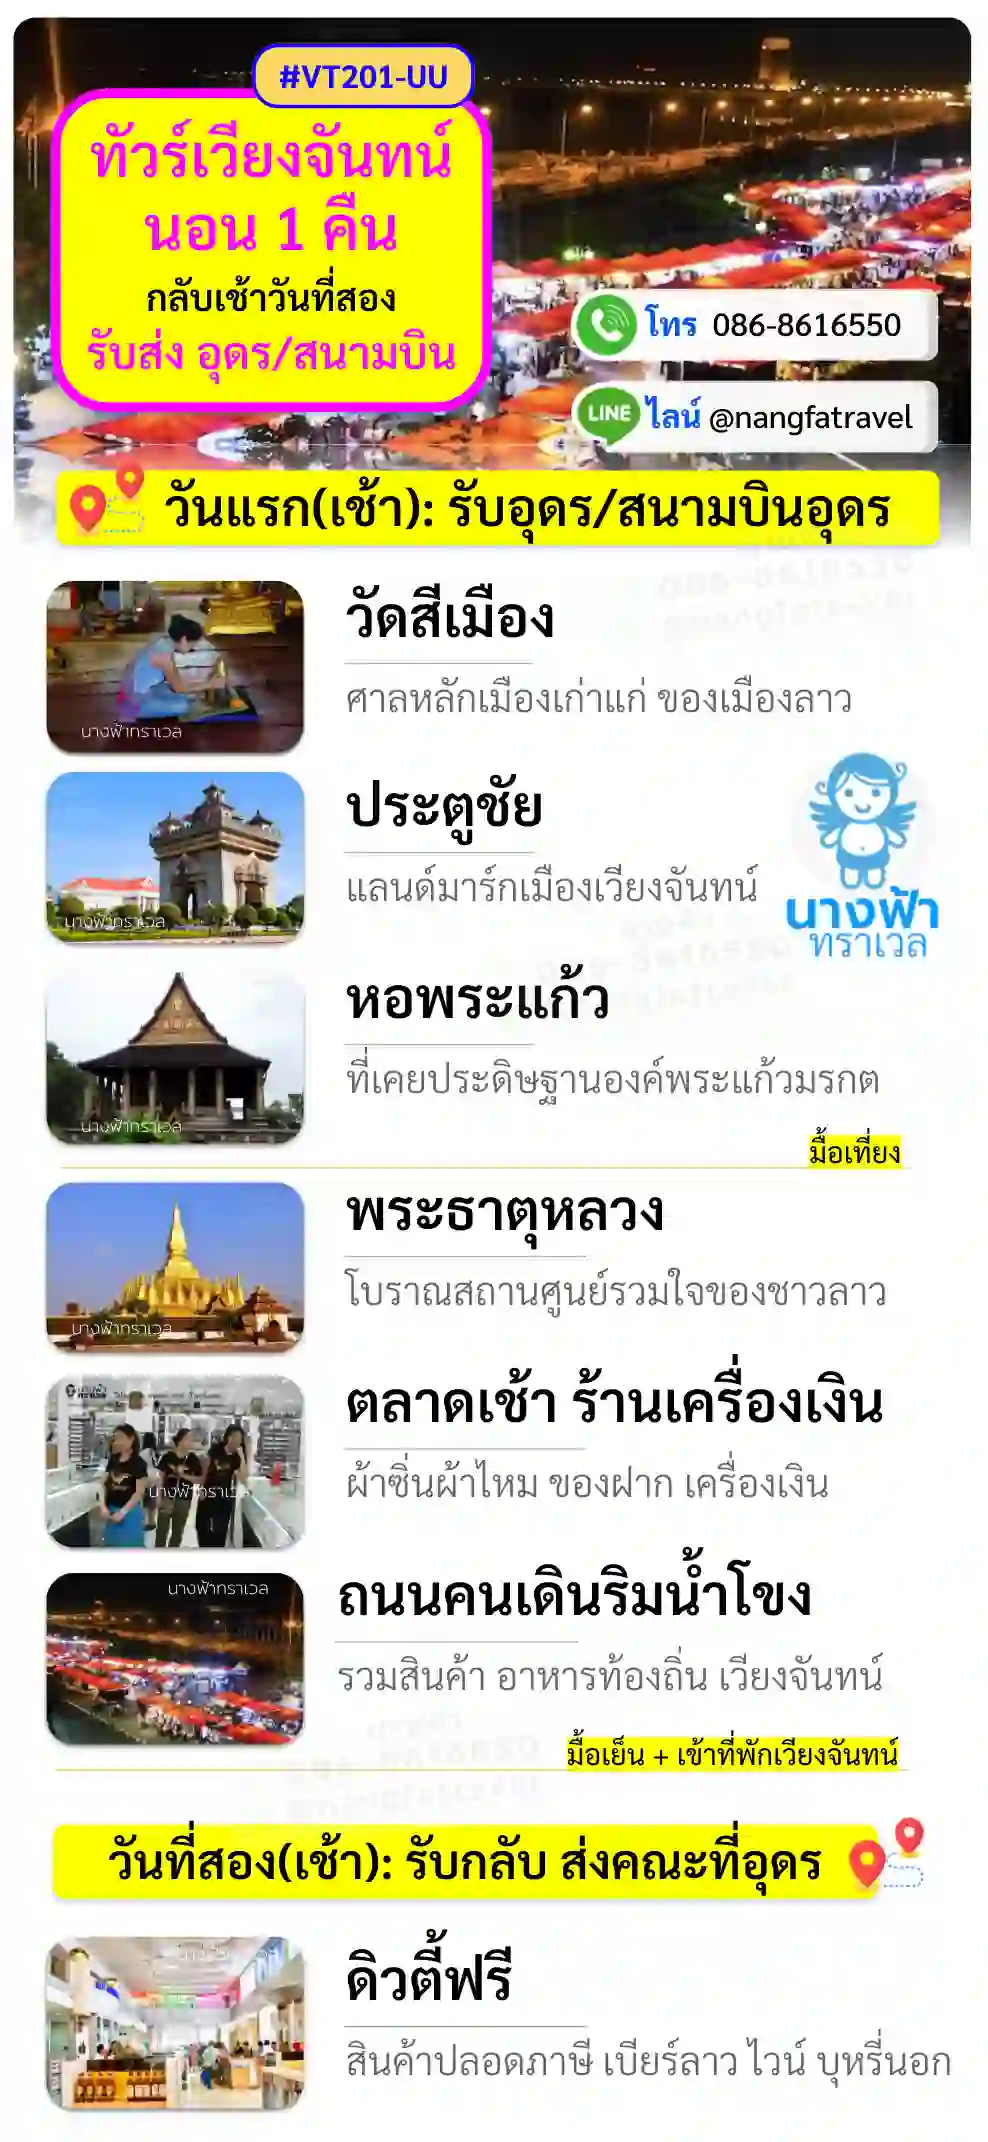 #VT201-UU
ทัวร์เวียงจันทน์
นอน 1 คืน
กลับเช้าวันที่สอง
รับส่ง อุดร/สนามบิน
โทร 086-8616550
LINE ไลน์ @nangfatravel
วันแรก(เช้า): รับอุดร/สนามบินอุดร
วัดสีเมือง
ศาลหลักเมืองเก่าแก่ ของเมืองลาว
นางฟ้าทราเวล
ประตูชัย
แลนด์มาร์กเมืองเวียงจันทน์
นางฟ้าทราเวล
นางฟ้า
ทราเวล
หอพระแก้ว
ที่เคยประดิษฐานองค์พระแก้วมรกต
นางฟ้าทราเวล
มื้อเที่ยง
พระธาตุหลวง
โบราณสถานศูนย์รวมใจของชาวลาว
นางฟ้าทราเวล
ตลาดเช้า ร้านเครื่องเงิน
ผ้าซิ่นผ้าไหม ของฝาก เครื่องเงิน
นางฟ้าทราเวล
นางฟ้าทราเวล
ถนนคนเดินริมน้ำโขง
รวมสินค้า อาหารท้องถิ่น เวียงจันทน์
มื้อเย็น + เข้าที่พักเวียงจันทน์
วันที่สอง(เช้า): รับกลับ ส่งคณะที่อุดร
ดิวตี้ฟรี
สินค้าปลอดภาษี เบียร์ลาว ไวน์ บุหรี่นอก